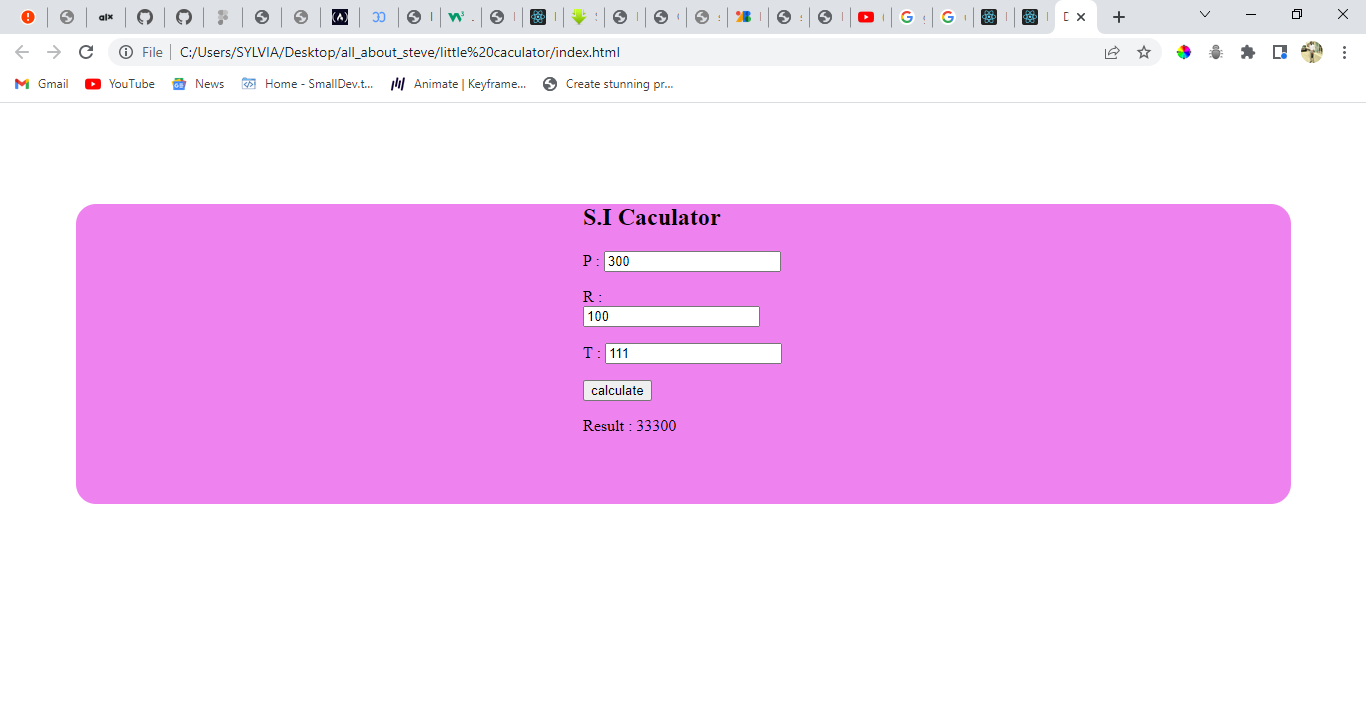 alx
File
C:/Users/SYLVIA/Desktop/all_about_steve/little%20caculator/index.html
Gmail
YouTube
News
Home - SmallDev.t...
Animate | Keyframe...
Create stunning pr...
S.I Caculator
P : 300
R :
100
T : 111
calculate
Result : 33300